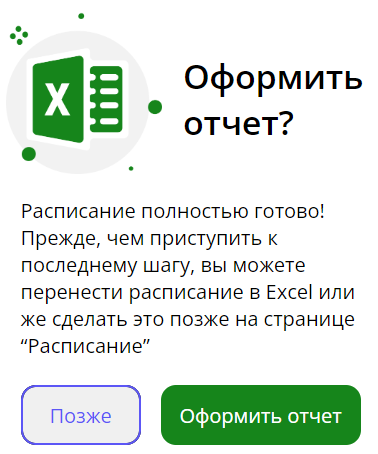 X
Оформить
отчет?
Расписание полностью готово!
Прежде, чем приступить к
последнему шагу, вы можете
перенести расписание в Excel или
же сделать это позже на странице
“Расписание”
Позже
Оформить отчет